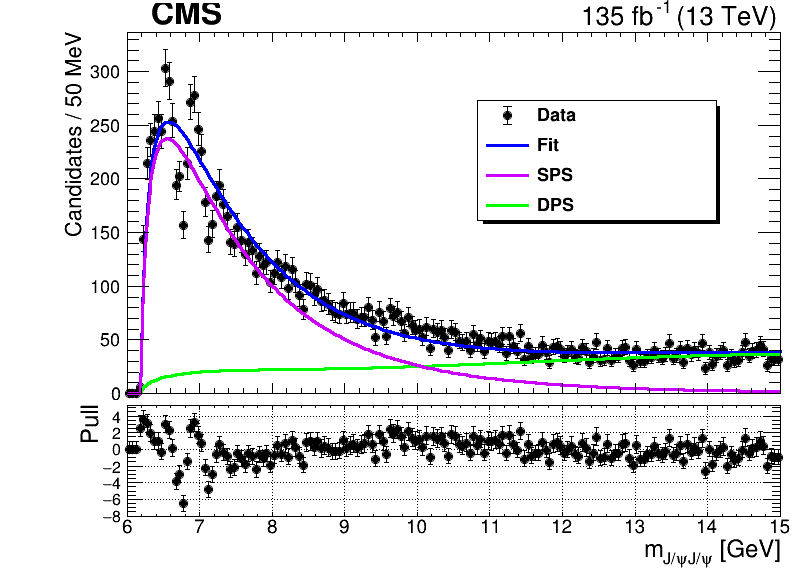 CMS
135 fb⁻¹ (13 TeV)
Candidates / 50 MeV
300
250
200
150
100
50
0
Data
Fit
SPS
DPS
Pull
4
2
0
−2
−4
−6
−8
6 7 8 9 10 11 12 13 14 15
m_J/ψJ/ψ [GeV]